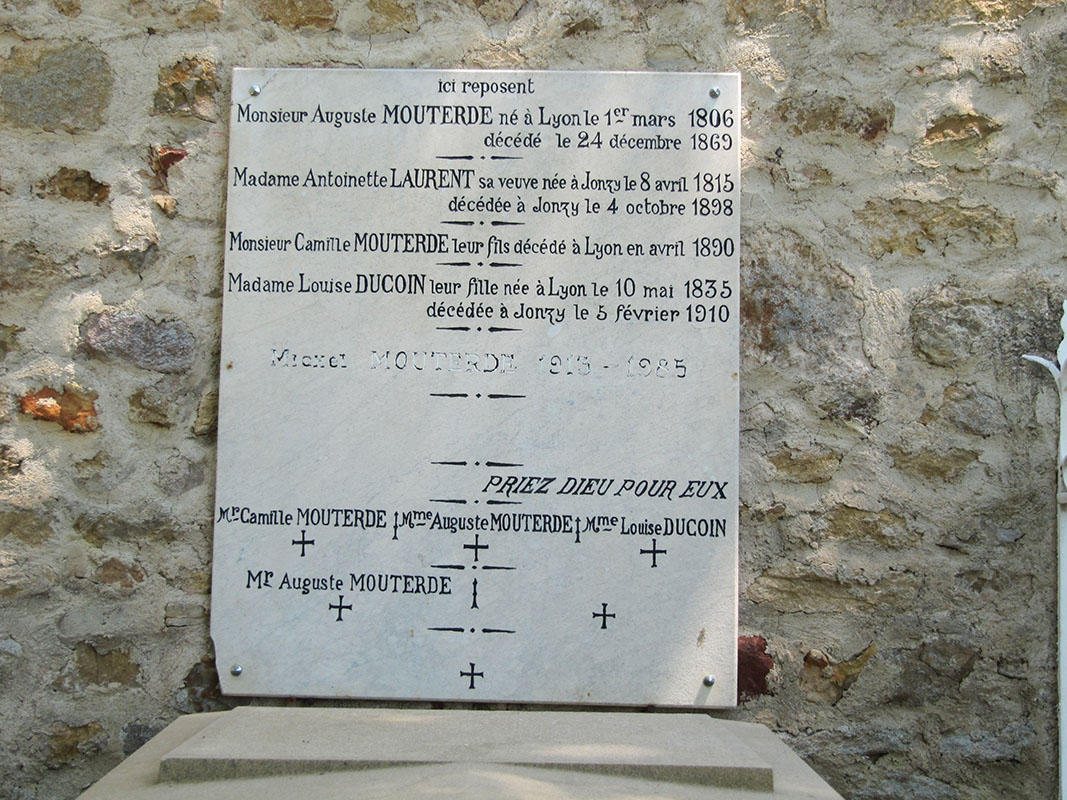 ici reposent
Monsieur Auguste MOUTERDE né à Lyon le 1er mars 1806
décédé le 24 décembre 1869
Madame Antoinette LAURENT sa veuve née à Jonzy le 8 avril 1815
décédée à Jonzy le 4 octobre 1898
Monsieur Camille MOUTERDE leur fils décédé à Lyon en avril 1890
Madame Louise DUCOIN leur fille née à Lyon le 10 mai 1835
décédée à Jonzy le 5 février 1910
Michel MOUTERDE 1915 - 1985
PRIEZ DIEU POUR EUX
Mr Camille MOUTERDE Mme Auguste MOUTERDE Mme Louise DUCOIN
Mr Auguste MOUTERDE